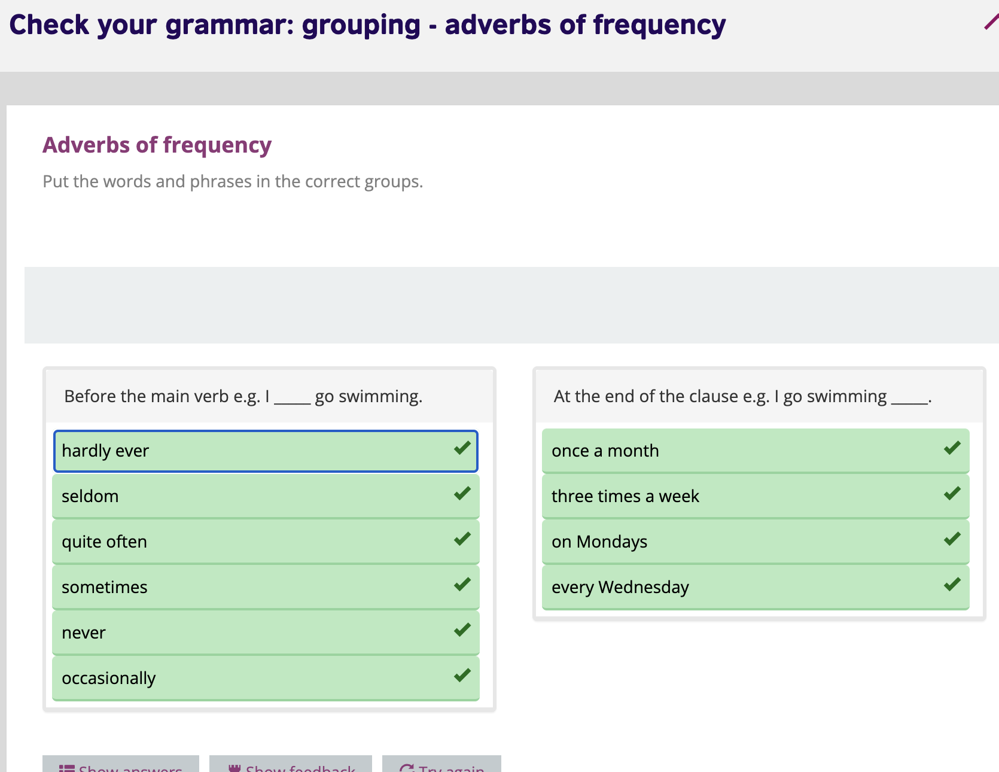 Check your grammar: grouping - adverbs of frequency
Adverbs of frequency
Put the words and phrases in the correct groups.
Before the main verb e.g. I _____ go swimming.
hardly ever
seldom
quite often
sometimes
never
occasionally
At the end of the clause e.g. I go swimming _____.
once a month
three times a week
on Mondays
every Wednesday
Show answers
Show feedback
Try again